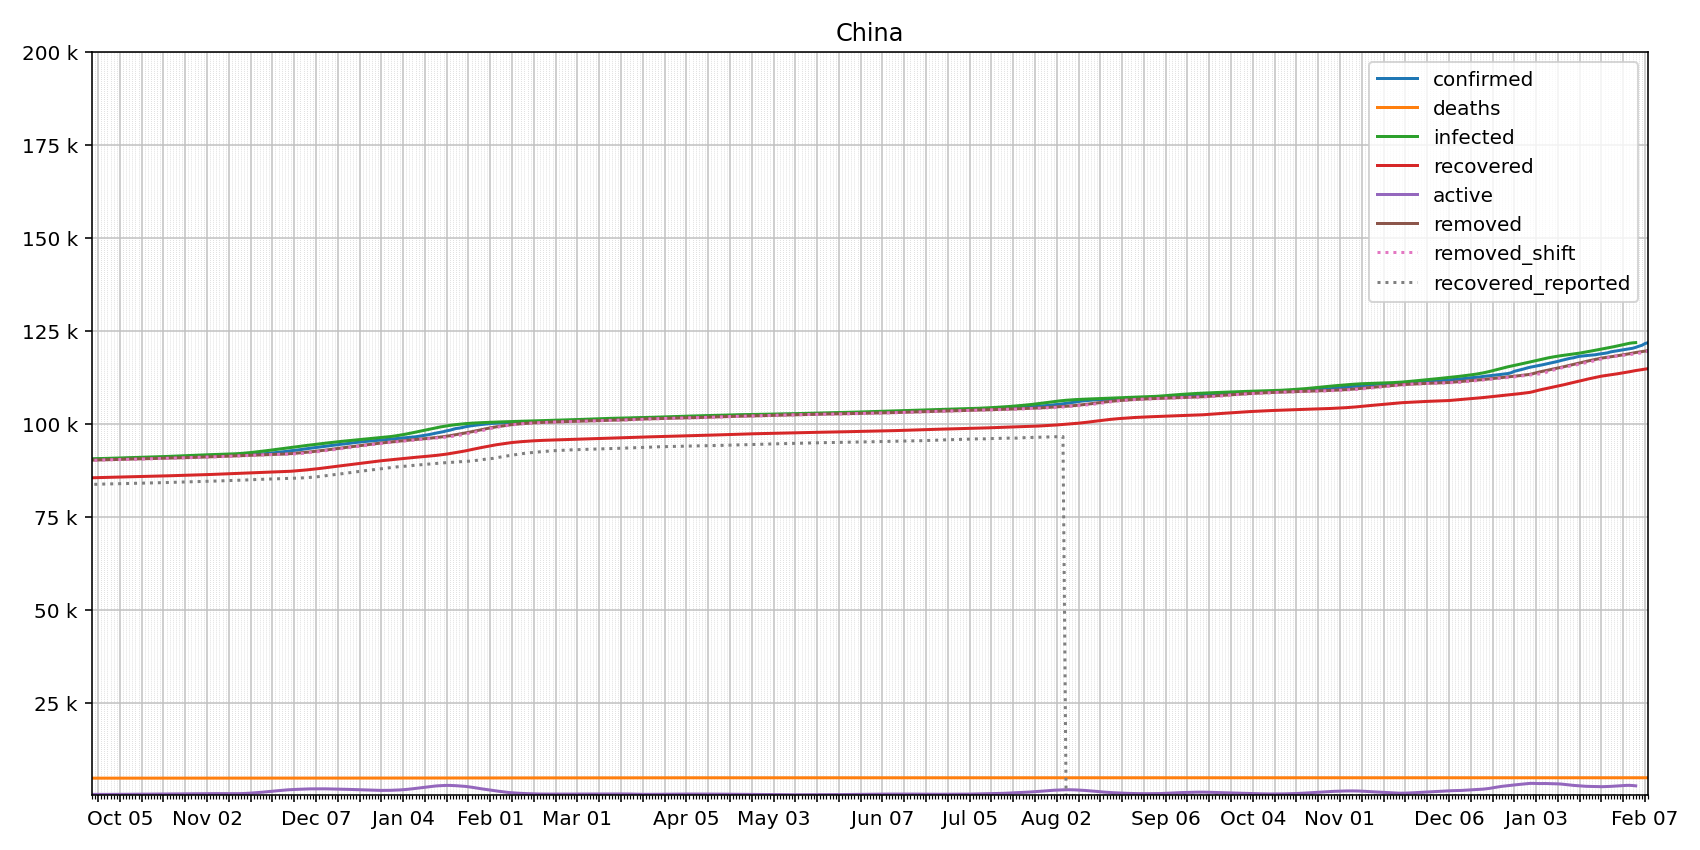 China
200 k
175 k
150 k
125 k
100 k
75 k
50 k
25 k
confirmed
deaths
infected
recovered
active
removed
removed_shift
recovered_reported
Oct 05 Nov 02 Dec 07 Jan 04 Feb 01 Mar 01 Apr 05 May 03 Jun 07 Jul 05 Aug 02 Sep 06 Oct 04 Nov 01 Dec 06 Jan 03 Feb 07